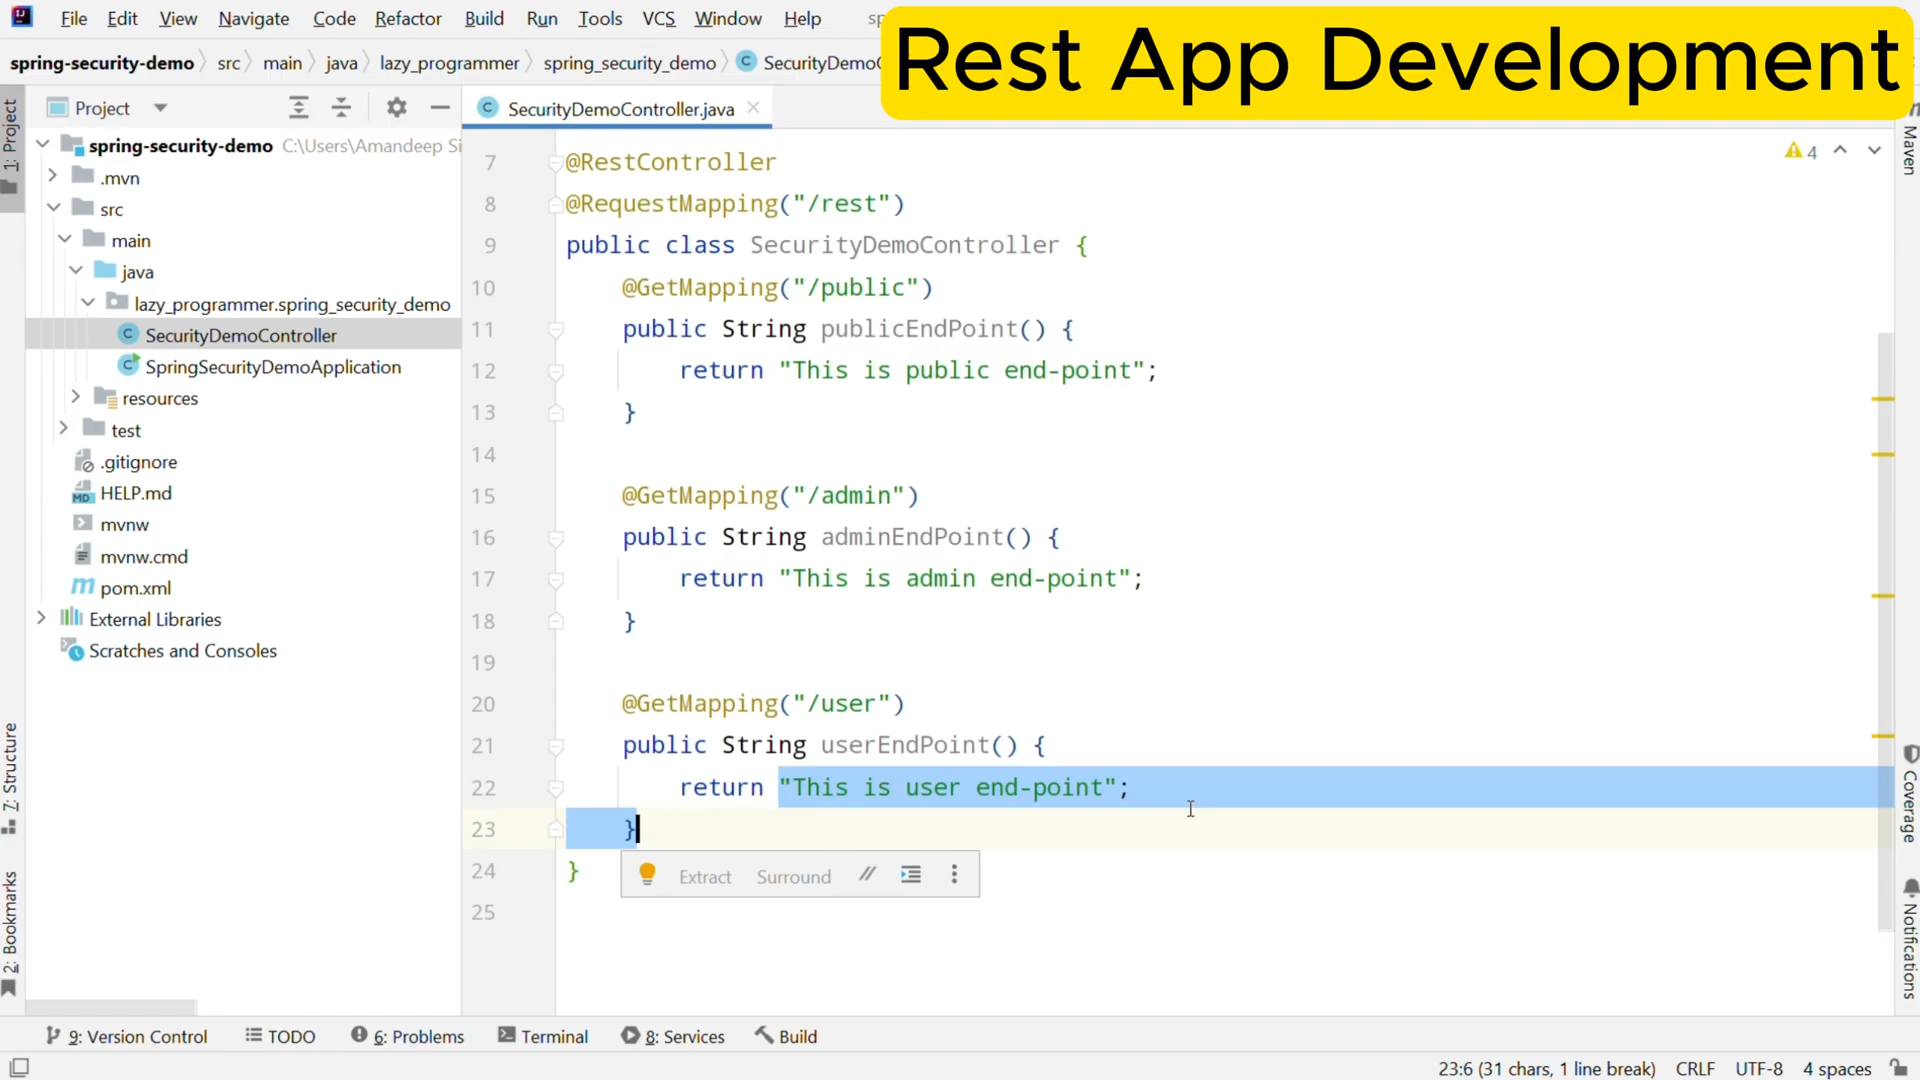 File Edit View Navigate Code Refactor Build Run Tools VCS Window Help
Rest App Development
spring-security-demo src main java lazy_programmer spring_security_demo SecurityDemo
Project
SecurityDemoController.java
1: Project
7: Structure
2: Bookmarks
spring-security-demo C:\Users\Amandeep Si
.mvn
src
main
java
lazy_programmer.spring_security_demo
SecurityDemoController
SpringSecurityDemoApplication
resources
test
.gitignore
HELP.md
mvnw
mvnw.cmd
pom.xml
External Libraries
Scratches and Consoles
4
7 @RestController
8 @RequestMapping("/rest")
9 public class SecurityDemoController {
10 @GetMapping("/public")
11 public String publicEndPoint() {
12 return "This is public end-point";
13 }
14
15 @GetMapping("/admin")
16 public String adminEndPoint() {
17 return "This is admin end-point";
18 }
19
20 @GetMapping("/user")
21 public String userEndPoint() {
22 return "This is user end-point";
23 }
24 }
25
Extract Surround //
Maven
Coverage
Notifications
9: Version Control TODO 6: Problems Terminal 8: Services Build
23:6 (31 chars, 1 line break) CRLF UTF-8 4 spaces